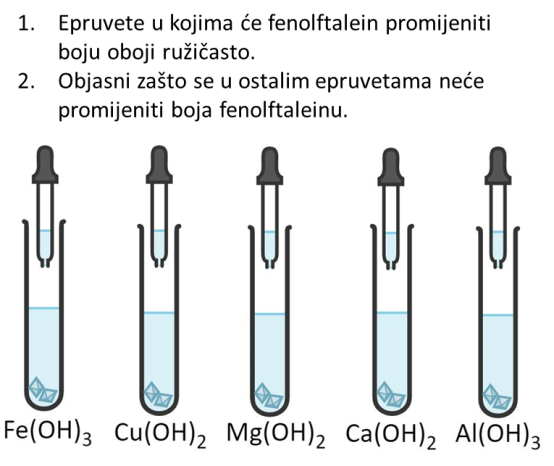 1. Epruvete u kojima će fenolftalein promijeniti
boju oboji ružičasto.
2. Objasni zašto se u ostalim epruvetama neće
promijeniti boja fenolftaleinu.
Fe(OH)₃ Cu(OH)₂ Mg(OH)₂ Ca(OH)₂ Al(OH)₃